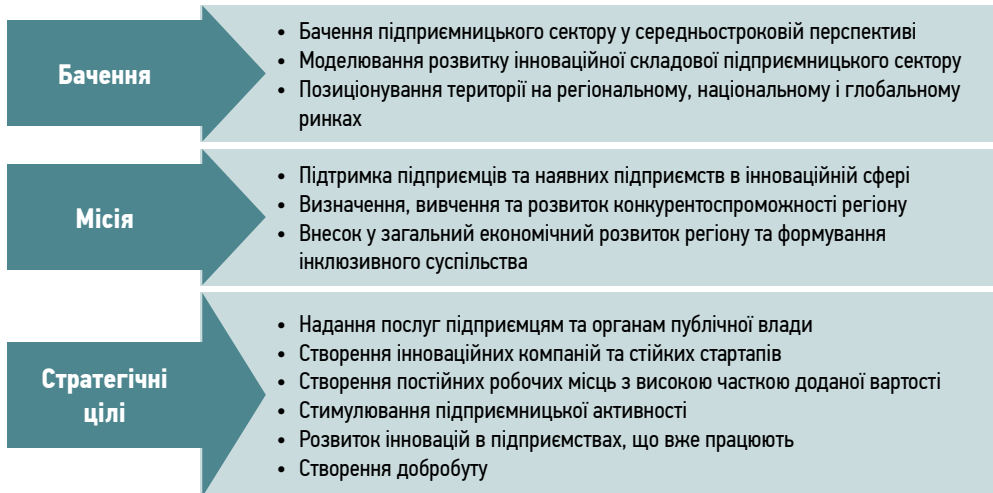 Бачення
• Бачення підприємницького сектору у середньостроковій перспективі
• Моделювання розвитку інноваційної складової підприємницького сектору
• Позиціонування території на регіональному, національному і глобальному
ринках
Місія
• Підтримка підприємців та наявних підприємств в інноваційній сфері
• Визначення, вивчення та розвиток конкурентоспроможності регіону
• Внесок у загальний економічний розвиток регіону та формування
інклюзивного суспільства
Стратегічні
цілі
• Надання послуг підприємцям та органам публічної влади
• Створення інноваційних компаній та стійких стартапів
• Створення постійних робочих місць з високою часткою доданої вартості
• Стимулювання підприємницької активності
• Розвиток інновацій в підприємствах, що вже працюють
• Створення добробуту